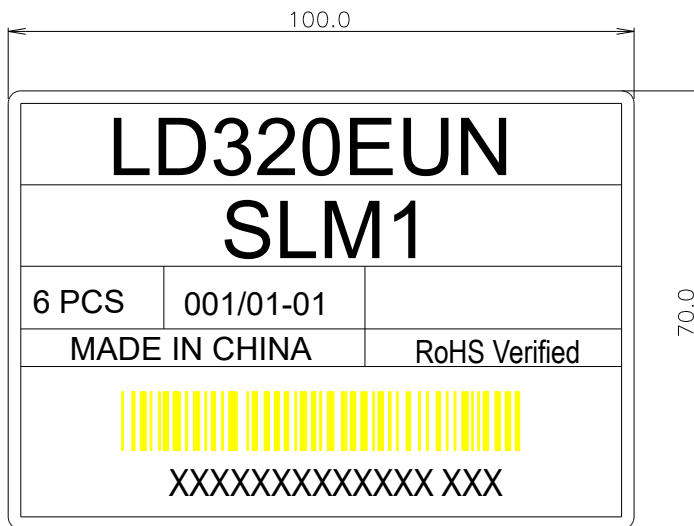 100.0
LD320EUN
SLM1
6 PCS 001/01-01
70.0
MADE IN CHINA RoHS Verified
XXXXXXXXXXXXX XXX